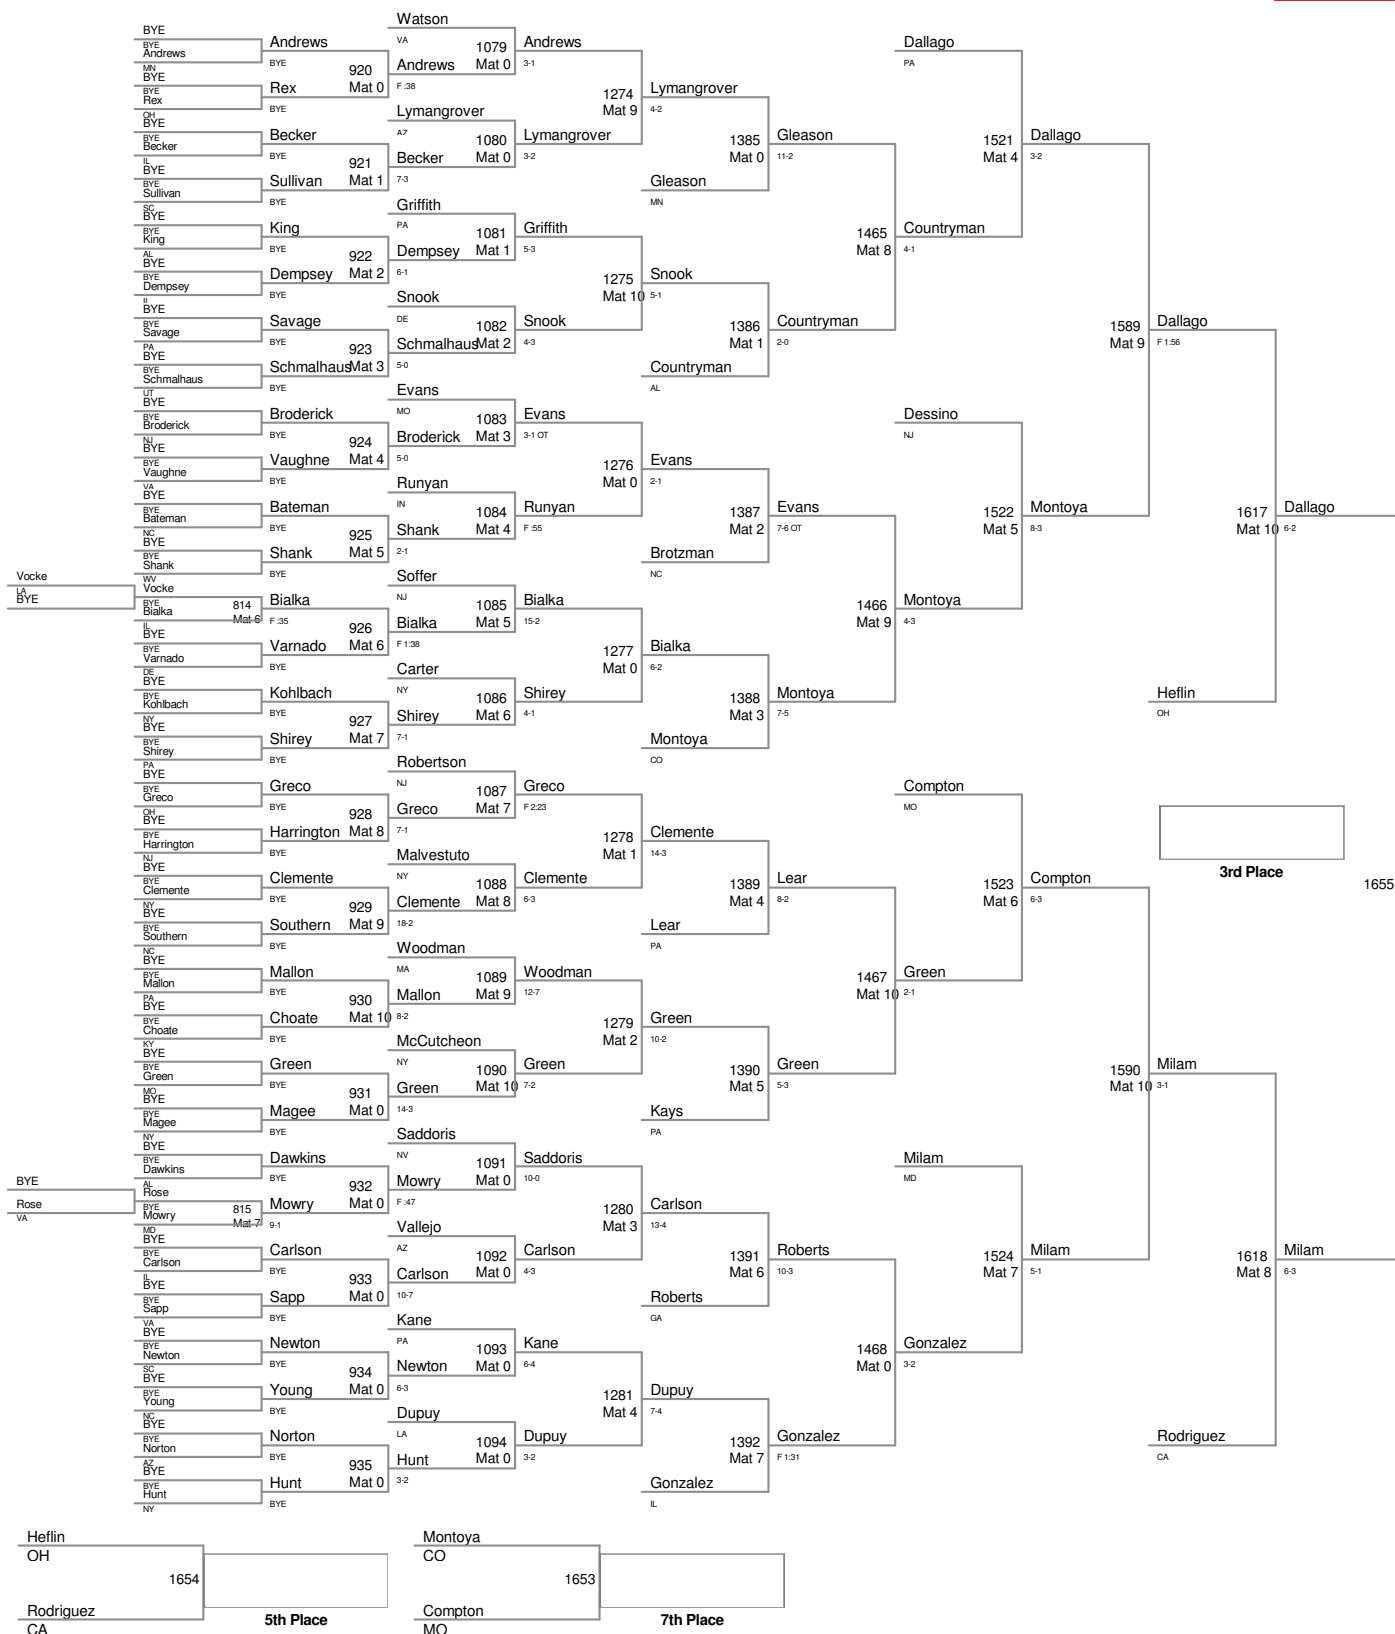 Vocke
LA
BYE
BYE
Rose
VA
BYE
BYE
Andrews
MN
BYE
BYE
Rex
OH
BYE
BYE
Becker
IL
BYE
BYE
Sullivan
SC
BYE
BYE
King
AL
BYE
BYE
Dempsey
II
BYE
BYE
Savage
PA
BYE
BYE
Schmalhaus
UT
BYE
BYE
Broderick
NJ
BYE
BYE
Vaughne
VA
BYE
BYE
Bateman
NC
BYE
BYE
Shank
WV
Vocke
BYE
Bialka
814
Mat 6
IL
BYE
BYE
Varnado
DE
BYE
BYE
Kohlbach
NY
BYE
BYE
Shirey
PA
BYE
BYE
Greco
OH
BYE
BYE
Harrington
NJ
BYE
BYE
Clemente
NY
BYE
BYE
Southern
NC
BYE
BYE
Mallon
PA
BYE
BYE
Choate
KY
BYE
BYE
Green
MO
BYE
BYE
Magee
NY
BYE
BYE
Dawkins
AL
Rose
BYE
Mowry
815
Mat 7
MD
BYE
BYE
Carlson
IL
BYE
BYE
Sapp
VA
BYE
BYE
Newton
SC
BYE
BYE
Young
NC
BYE
BYE
Norton
AZ
BYE
BYE
Hunt
NY
Andrews
BYE
920
Mat 0
Rex
BYE
Becker
BYE
921
Mat 1
Sullivan
BYE
King
BYE
922
Mat 2
Dempsey
BYE
Savage
BYE
923
Mat 3
Schmalhaus
BYE
Broderick
BYE
924
Mat 4
Vaughne
BYE
Bateman
BYE
925
Mat 5
Shank
BYE
Bialka
F :35
926
Mat 6
Varnado
BYE
Kohlbach
BYE
927
Mat 7
Shirey
BYE
Greco
BYE
928
Mat 8
Harrington
BYE
Clemente
BYE
929
Mat 9
Southern
BYE
Mallon
BYE
930
Mat 10
Choate
BYE
Green
BYE
931
Mat 0
Magee
BYE
Dawkins
BYE
932
Mat 0
Mowry
9-1
Carlson
BYE
933
Mat 0
Sapp
BYE
Newton
BYE
934
Mat 0
Young
BYE
Norton
BYE
935
Mat 0
Hunt
BYE
Watson
VA
1079
Mat 0
Andrews
F :38
Lymangrover
AZ
1080
Mat 0
Becker
7-3
Griffith
PA
1081
Mat 1
Dempsey
6-1
Snook
DE
1082
Mat 2
Schmalhaus
5-0
Evans
MO
1083
Mat 3
Broderick
5-0
Runyan
IN
1084
Mat 4
Shank
2-1
Soffer
NJ
1085
Mat 5
Bialka
F 1:38
Carter
NY
1086
Mat 6
Shirey
7-1
Robertson
NJ
1087
Mat 7
Greco
7-1
Malvestuto
NY
1088
Mat 8
Clemente
18-2
Woodman
MA
1089
Mat 9
Mallon
8-2
McCutcheon
NY
1090
Mat 10
Green
14-3
Saddoris
NV
1091
Mat 0
Mowry
F :47
Vallejo
AZ
1092
Mat 0
Carlson
10-7
Kane
PA
1093
Mat 0
Newton
6-3
Dupuy
LA
1094
Mat 0
Hunt
3-2
Andrews
3-1
1274
Mat 9
Lymangrover
3-2
Griffith
5-3
1275
Mat 10
Snook
4-3
Evans
3-1 OT
1276
Mat 0
Runyan
F :55
Bialka
15-2
1277
Mat 0
Shirey
4-1
Greco
F 2:23
1278
Mat 1
Clemente
6-3
Woodman
12-7
1279
Mat 2
Green
7-2
Saddoris
10-0
1280
Mat 3
Carlson
4-3
Kane
6-4
1281
Mat 4
Dupuy
3-2
Lymangrover
4-2
1385
Mat 0
Gleason
MN
Snook
5-1
1386
Mat 1
Countryman
AL
Evans
2-1
1387
Mat 2
Brotzman
NC
Bialka
6-2
1388
Mat 3
Montoya
CO
Clemente
14-3
1389
Mat 4
Lear
PA
Green
10-2
1390
Mat 5
Kays
PA
Carlson
13-4
1391
Mat 6
Roberts
GA
Dupuy
7-4
1392
Mat 7
Gonzalez
IL
Gleason
11-2
1465
Mat 8
Countryman
2-0
Evans
7-6 OT
1466
Mat 9
Montoya
7-5
Lear
8-2
1467
Mat 10
Green
5-3
Roberts
10-3
1468
Mat 0
Gonzalez
F 1:31
Dallago
PA
1521
Mat 4
Countryman
4-1
Dessino
NJ
1522
Mat 5
Montoya
4-3
Compton
MO
1523
Mat 6
Green
2-1
Milam
MD
1524
Mat 7
Gonzalez
3-2
Dallago
3-2
1589
Mat 9
Montoya
8-3
Compton
6-3
1590
Mat 10
Milam
5-1
Dallago
F 1:56
1617
Mat 10
Heflin
OH
Milam
3-1
1618
Mat 8
Rodriguez
CA
Dallago
6-2
3rd Place
1655
Milam
6-3
Heflin
OH
1654
Rodriguez
CA
5th Place
Montoya
CO
1653
Compton
MO
7th Place